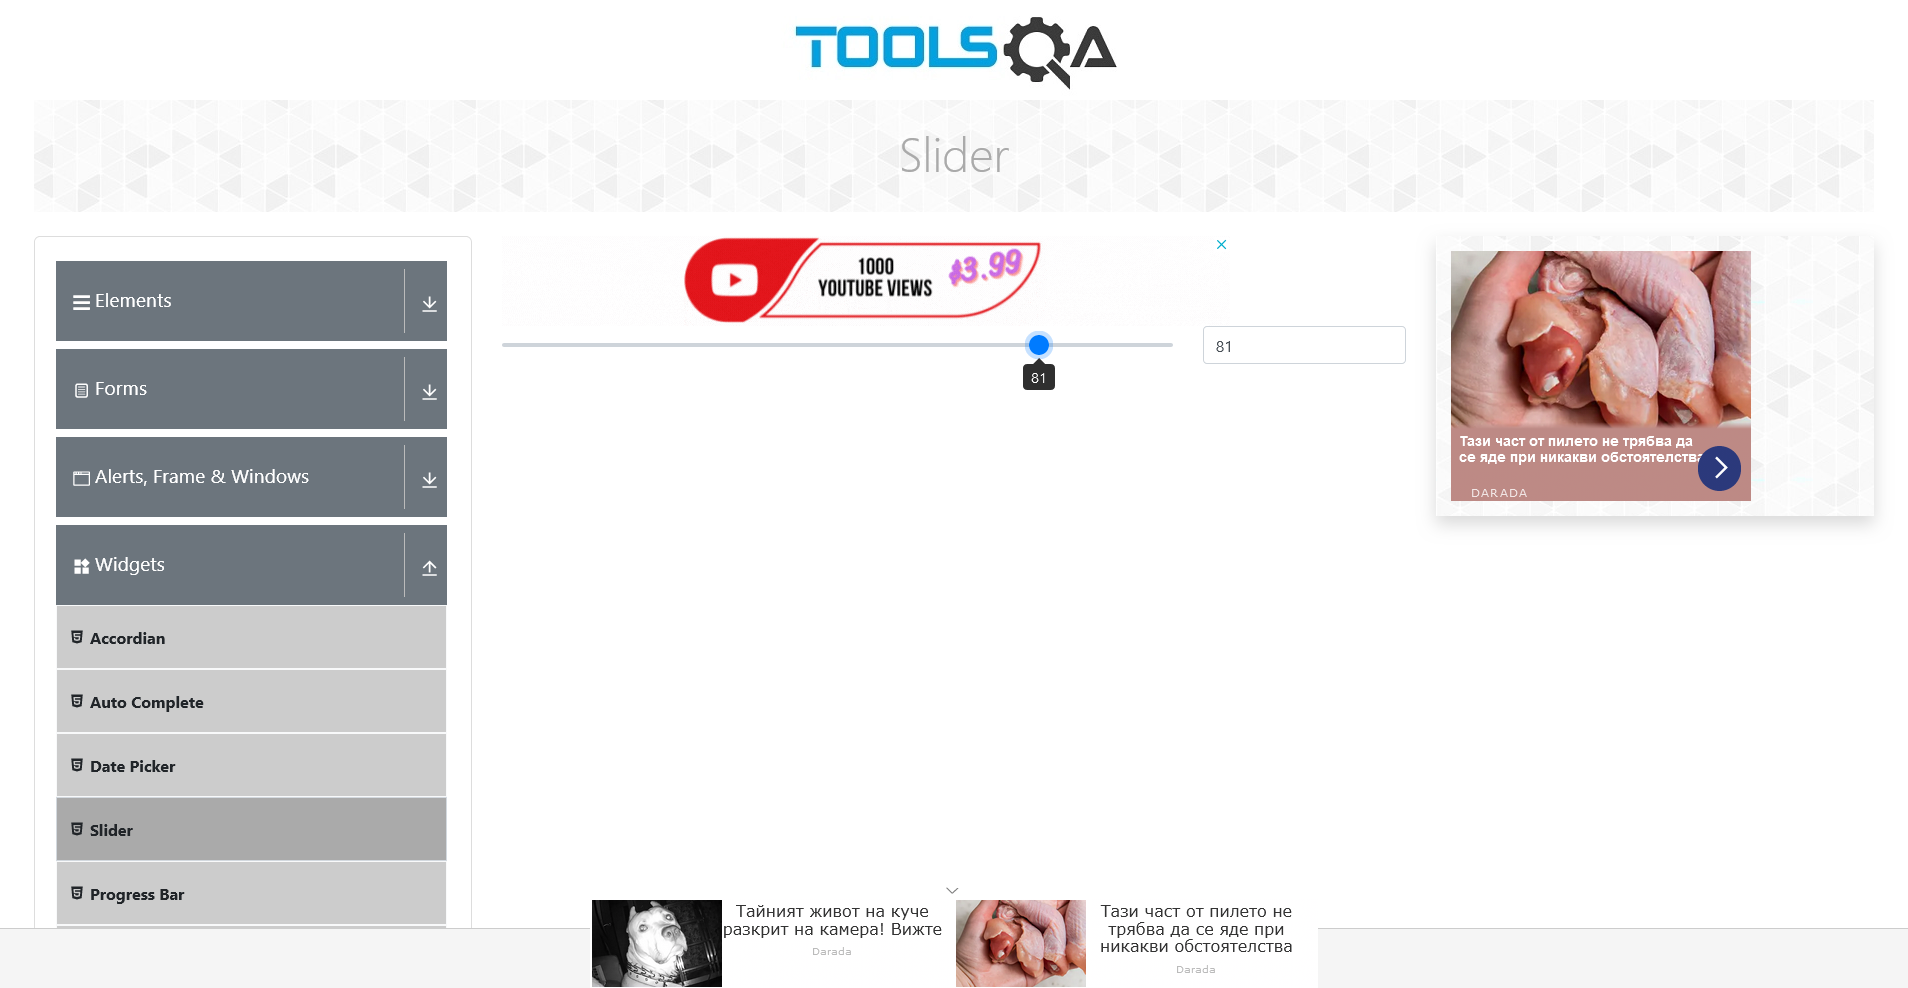 TOOLSQA
Slider
Elements
Forms
Alerts, Frame & Windows
Widgets
Accordian
Auto Complete
Date Picker
Slider
Progress Bar
1000
YOUTUBE VIEWS
$3.99
81
81
Тази част от пилето не трябва да
се яде при никакви обстоятелства
DARADA
Тайният живот на куче
разкрит на камера! Вижте
Darada
Тази част от пилето не
трябва да се яде при
никакви обстоятелства
Darada